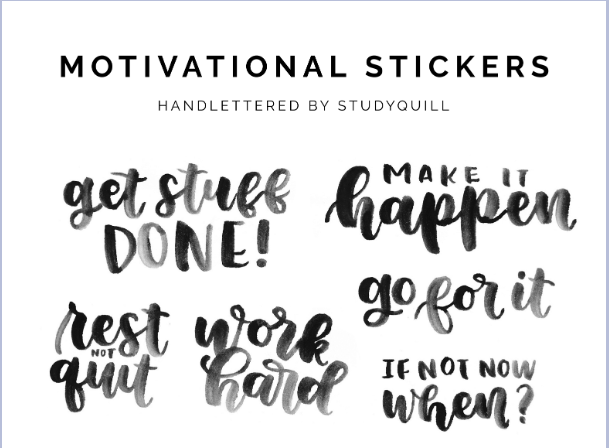 MOTIVATIONAL STICKERS
HANDLETTERED BY STUDYQUILL
get stuff
DONE!
MAKE IT
happen
go for it
rest
NOT
quit
work
hard
IF NOT NOW
when?